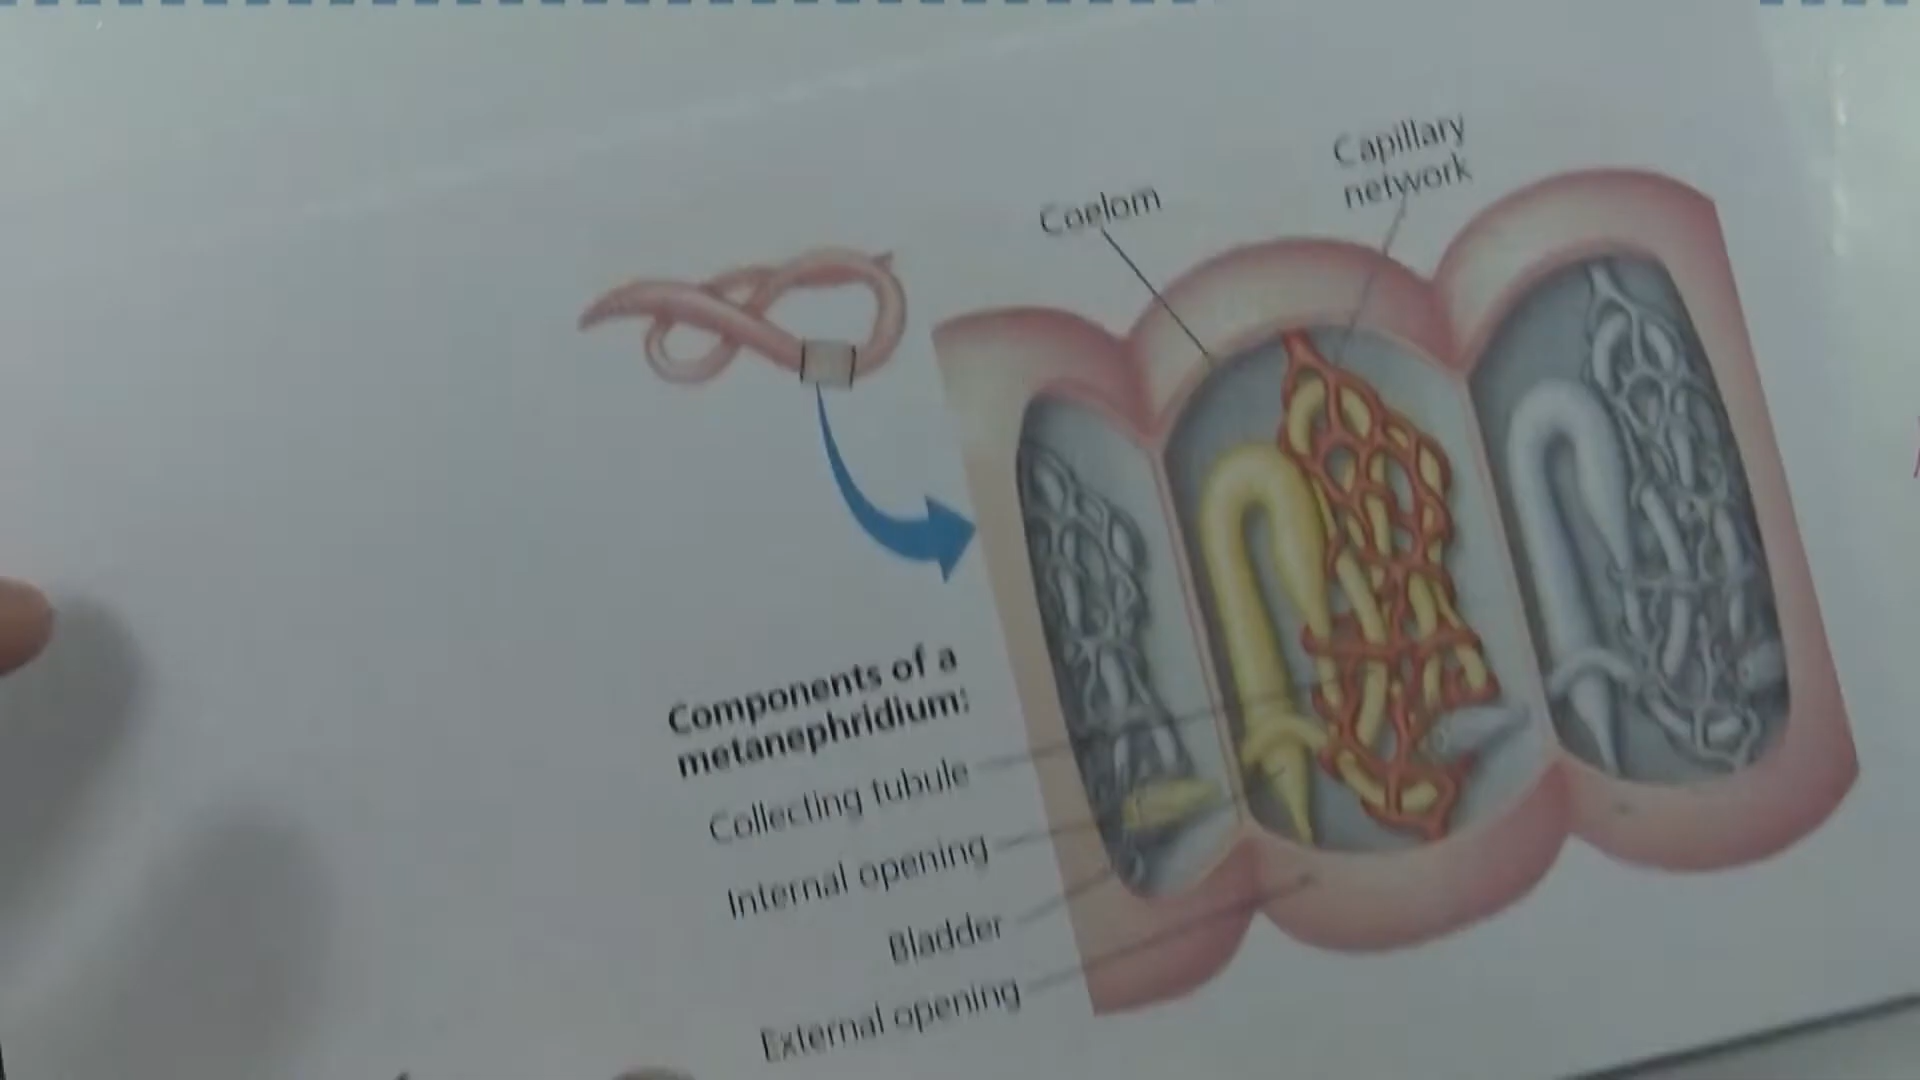 Capillary
network
Coelom
Components of a
metanephridium:
Collecting tubule
Internal opening
Bladder
External opening